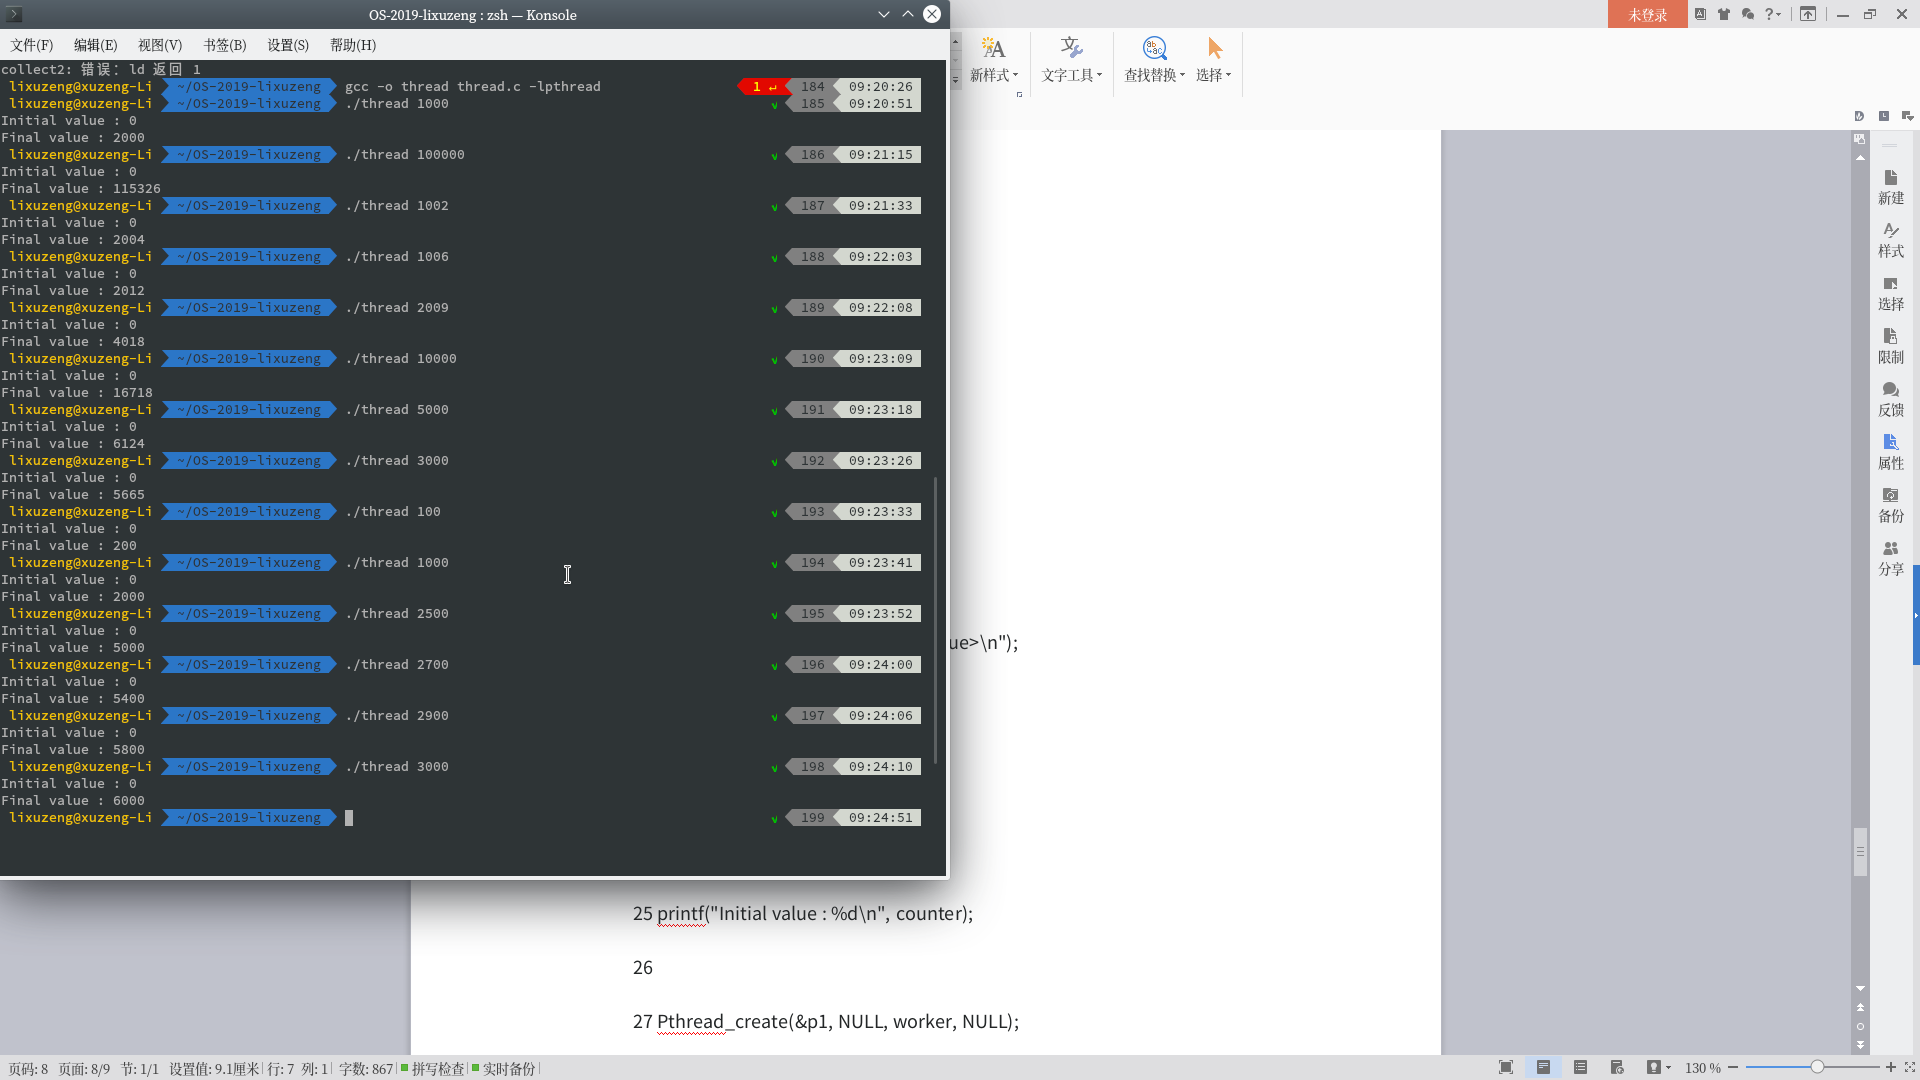 OS-2019-lixuzeng : zsh — Konsole
未登录
文件(F) 编辑(E) 视图(V) 书签(B) 设置(S) 帮助(H)
新样式 文字工具 查找替换 选择
collect2: 错误: ld 返回 1
lixuzeng@xuzeng-Li ~/OS-2019-lixuzeng gcc -o thread thread.c -lpthread 1 ↵ 184 09:20:26
lixuzeng@xuzeng-Li ~/OS-2019-lixuzeng ./thread 1000 185 09:20:51
Initial value : 0
Final value : 2000
lixuzeng@xuzeng-Li ~/OS-2019-lixuzeng ./thread 100000 186 09:21:15
Initial value : 0
Final value : 115326
lixuzeng@xuzeng-Li ~/OS-2019-lixuzeng ./thread 1002 187 09:21:33
Initial value : 0
Final value : 2004
lixuzeng@xuzeng-Li ~/OS-2019-lixuzeng ./thread 1006 188 09:22:03
Initial value : 0
Final value : 2012
lixuzeng@xuzeng-Li ~/OS-2019-lixuzeng ./thread 2009 189 09:22:08
Initial value : 0
Final value : 4018
lixuzeng@xuzeng-Li ~/OS-2019-lixuzeng ./thread 10000 190 09:23:09
Initial value : 0
Final value : 16718
lixuzeng@xuzeng-Li ~/OS-2019-lixuzeng ./thread 5000 191 09:23:18
Initial value : 0
Final value : 6124
lixuzeng@xuzeng-Li ~/OS-2019-lixuzeng ./thread 3000 192 09:23:26
Initial value : 0
Final value : 5665
lixuzeng@xuzeng-Li ~/OS-2019-lixuzeng ./thread 100 193 09:23:33
Initial value : 0
Final value : 200
lixuzeng@xuzeng-Li ~/OS-2019-lixuzeng ./thread 1000 194 09:23:41
Initial value : 0
Final value : 2000
lixuzeng@xuzeng-Li ~/OS-2019-lixuzeng ./thread 2500 195 09:23:52
Initial value : 0
Final value : 5000
lixuzeng@xuzeng-Li ~/OS-2019-lixuzeng ./thread 2700 196 09:24:00
Initial value : 0
Final value : 5400
lixuzeng@xuzeng-Li ~/OS-2019-lixuzeng ./thread 2900 197 09:24:06
Initial value : 0
Final value : 5800
lixuzeng@xuzeng-Li ~/OS-2019-lixuzeng ./thread 3000 198 09:24:10
Initial value : 0
Final value : 6000
lixuzeng@xuzeng-Li ~/OS-2019-lixuzeng 199 09:24:51
ue>\n");
25 printf("Initial value : %d\n", counter);
26
27 Pthread_create(&p1, NULL, worker, NULL);
新建
样式
选择
限制
反馈
属性
备份
分享
页码: 8 页面: 8/9 节: 1/1 设置值: 9.1厘米 行: 7 列: 1 字数: 867 拼写检查 实时备份 130 %